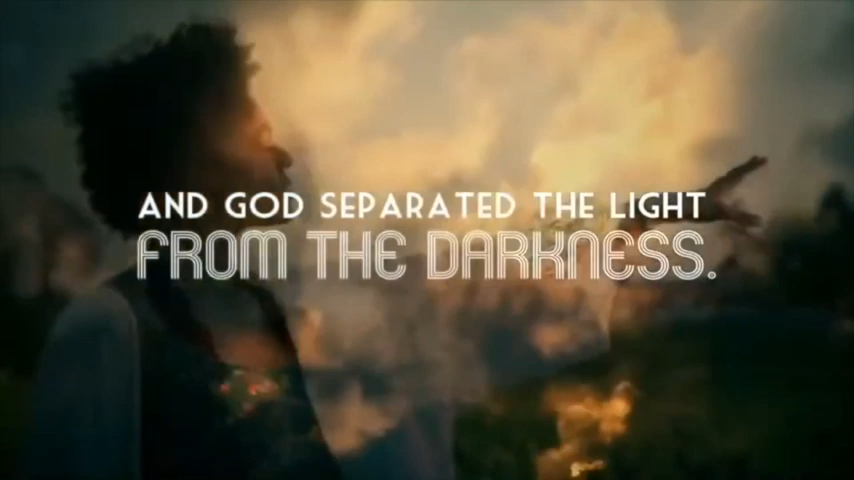 AND GOD SEPARATED THE LIGHT
FROM THE DARKNESS.